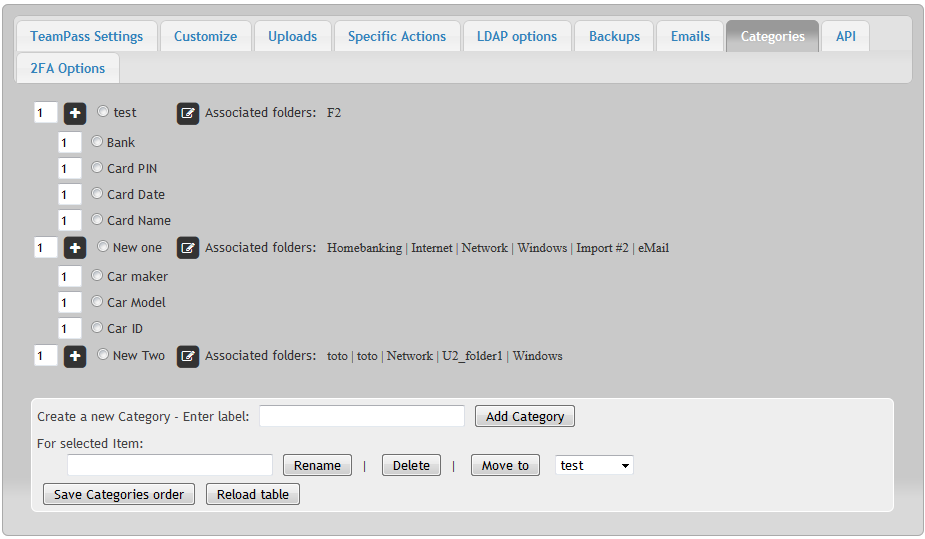 TeamPass Settings Customize Uploads Specific Actions LDAP options Backups Emails Categories API
2FA Options
1 test Associated folders: F2
1 Bank
1 Card PIN
1 Card Date
1 Card Name
1 New one Associated folders: Homebanking | Internet | Network | Windows | Import #2 | eMail
1 Car maker
1 Car Model
1 Car ID
1 New Two Associated folders: toto | toto | Network | U2_folder1 | Windows
Create a new Category - Enter label: Add Category
For selected Item:
Rename | Delete | Move to test
Save Categories order Reload table